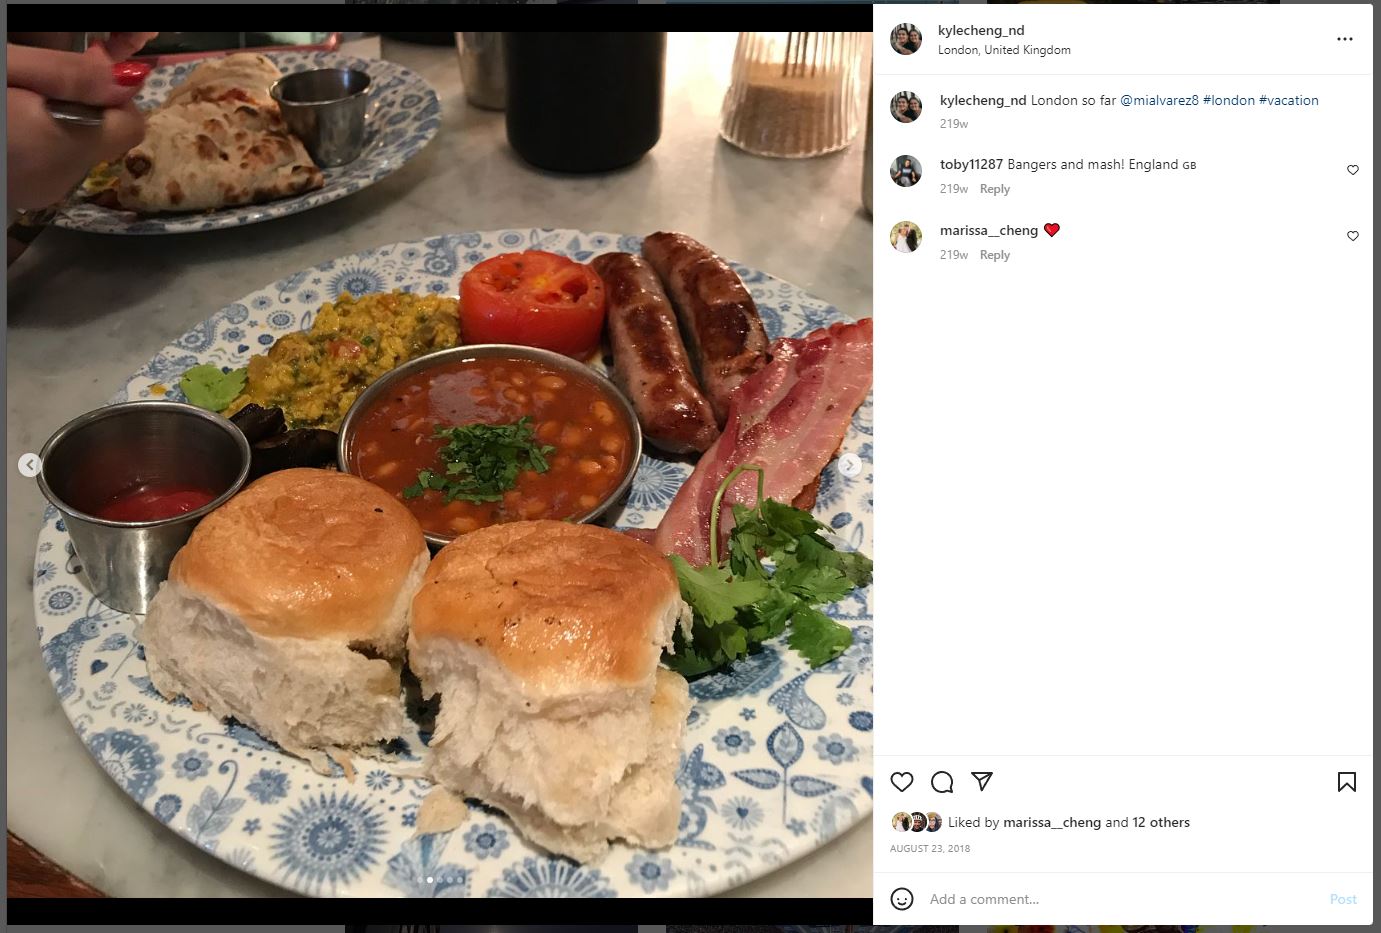 kylecheng_nd
London, United Kingdom
kylecheng_nd London so far @mialvarez8 #london #vacation
219w
toby11287 Bangers and mash! England GB
219w Reply
marissa__cheng ❤️
219w Reply
Liked by marissa__cheng and 12 others
AUGUST 23, 2018
Add a comment... Post